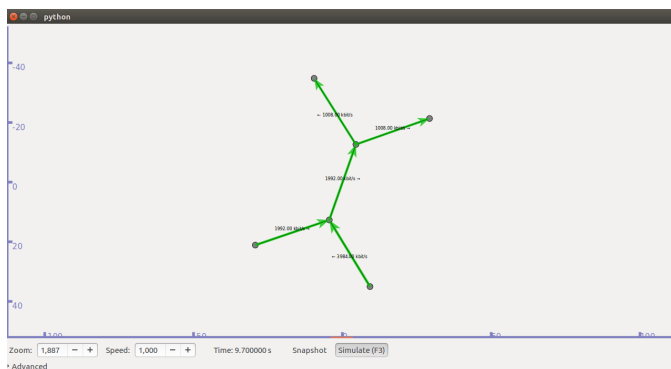 python
-40
-20
0
20
40
← 1008.00 kbit/s
1008.00 kbit/s →
1992.00 kbit/s →
1992.00 kbit/s →
← 3984.00 kbit/s
Zoom: 1,887 − + Speed: 1,000 − + Time: 9.700000 s Snapshot Simulate (F3)
Advanced